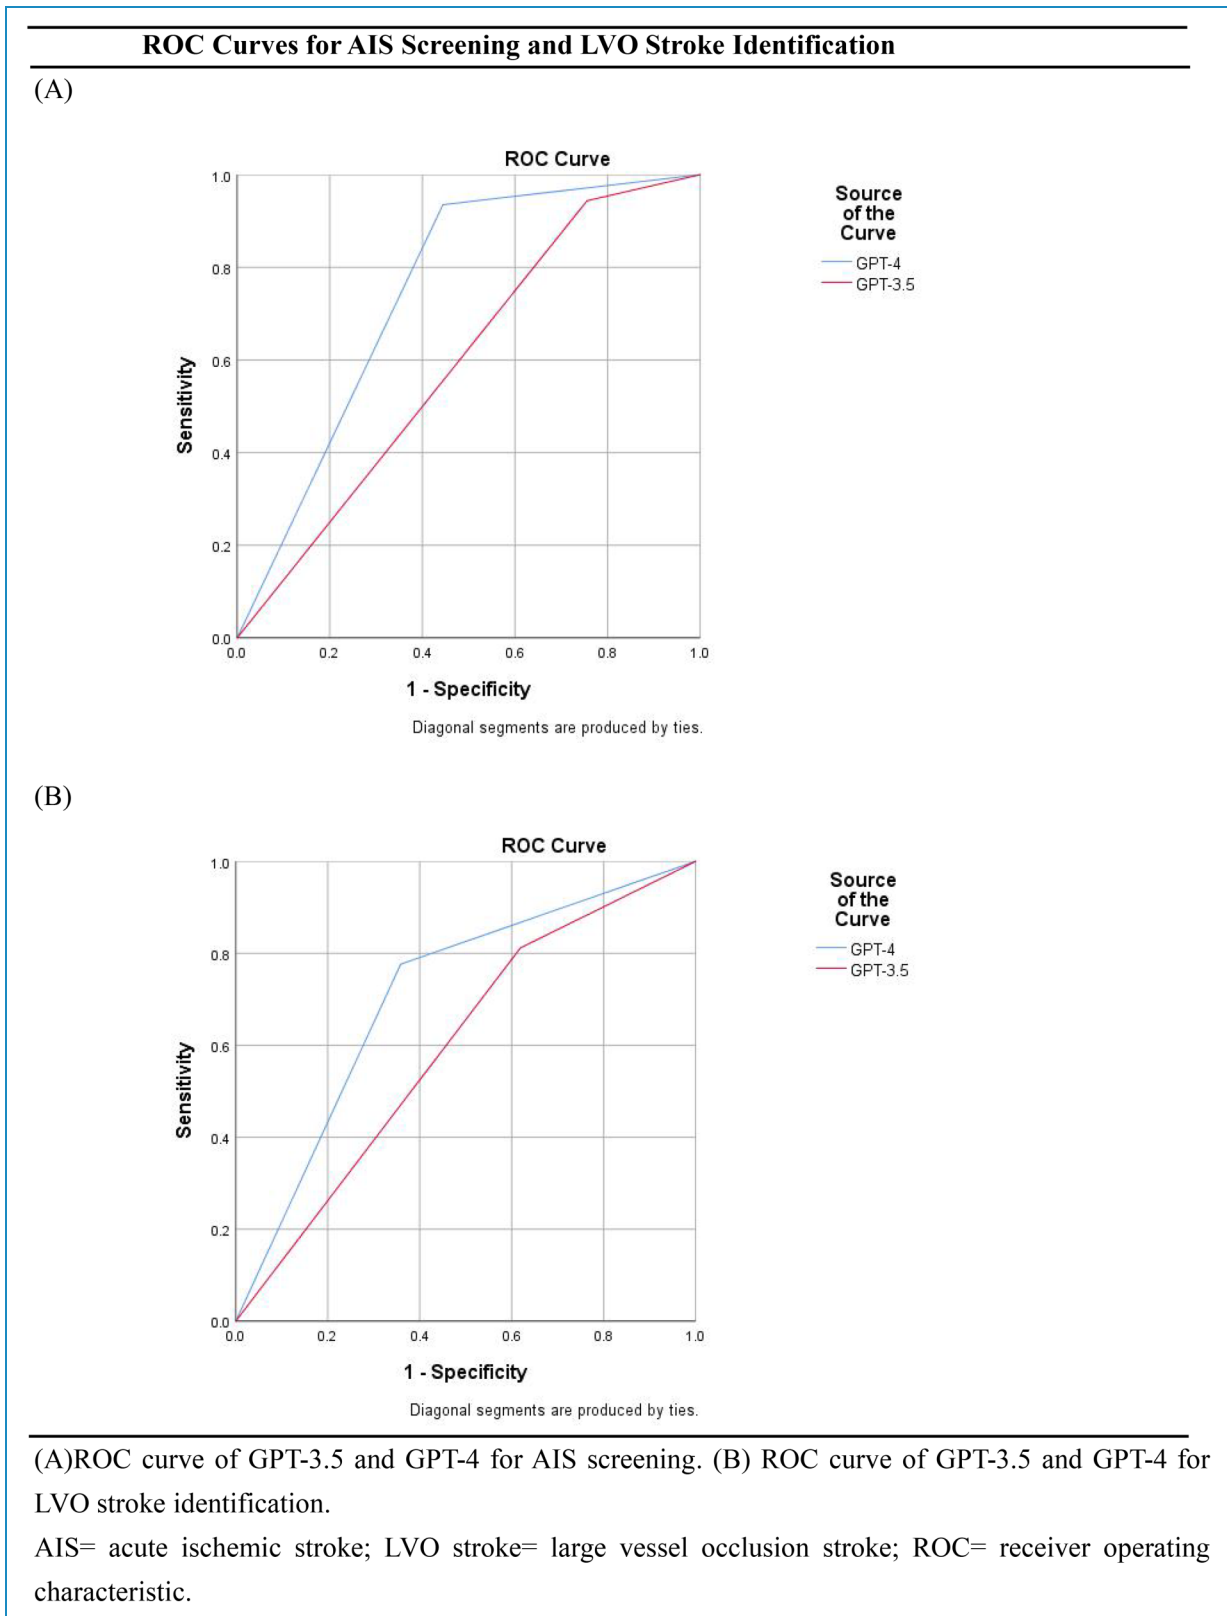 ROC Curves for AIS Screening and LVO Stroke Identification
(A)
ROC Curve
Source
of the
Curve
GPT-4
GPT-3.5
Sensitivity
1.0
0.8
0.6
0.4
0.2
0.0
0.0 0.2 0.4 0.6 0.8 1.0
1 - Specificity
Diagonal segments are produced by ties.
(B)
ROC Curve
Source
of the
Curve
GPT-4
GPT-3.5
Sensitivity
1.0
0.8
0.6
0.4
0.2
0.0
0.0 0.2 0.4 0.6 0.8 1.0
1 - Specificity
Diagonal segments are produced by ties.
(A)ROC curve of GPT-3.5 and GPT-4 for AIS screening. (B) ROC curve of GPT-3.5 and GPT-4 for
LVO stroke identification.
AIS= acute ischemic stroke; LVO stroke= large vessel occlusion stroke; ROC= receiver operating
characteristic.